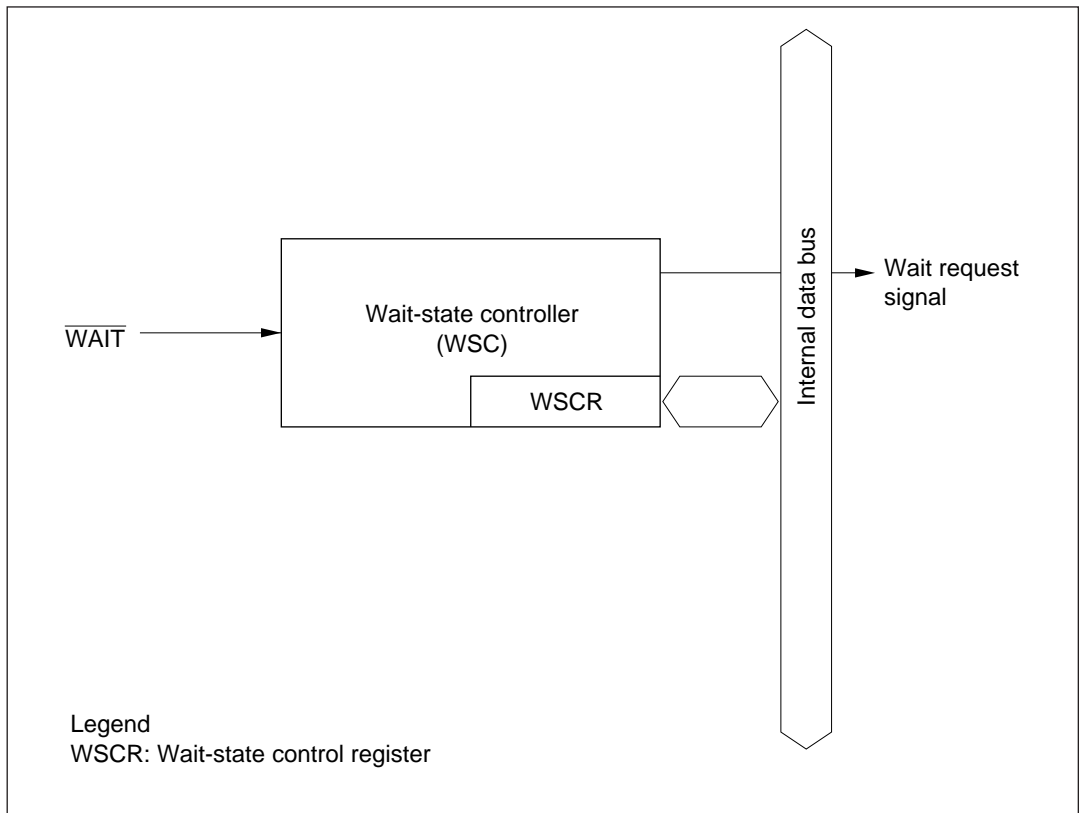 WAIT
Wait-state controller
(WSC)
WSCR
Internal data bus
Wait request
signal
Legend
WSCR: Wait-state control register